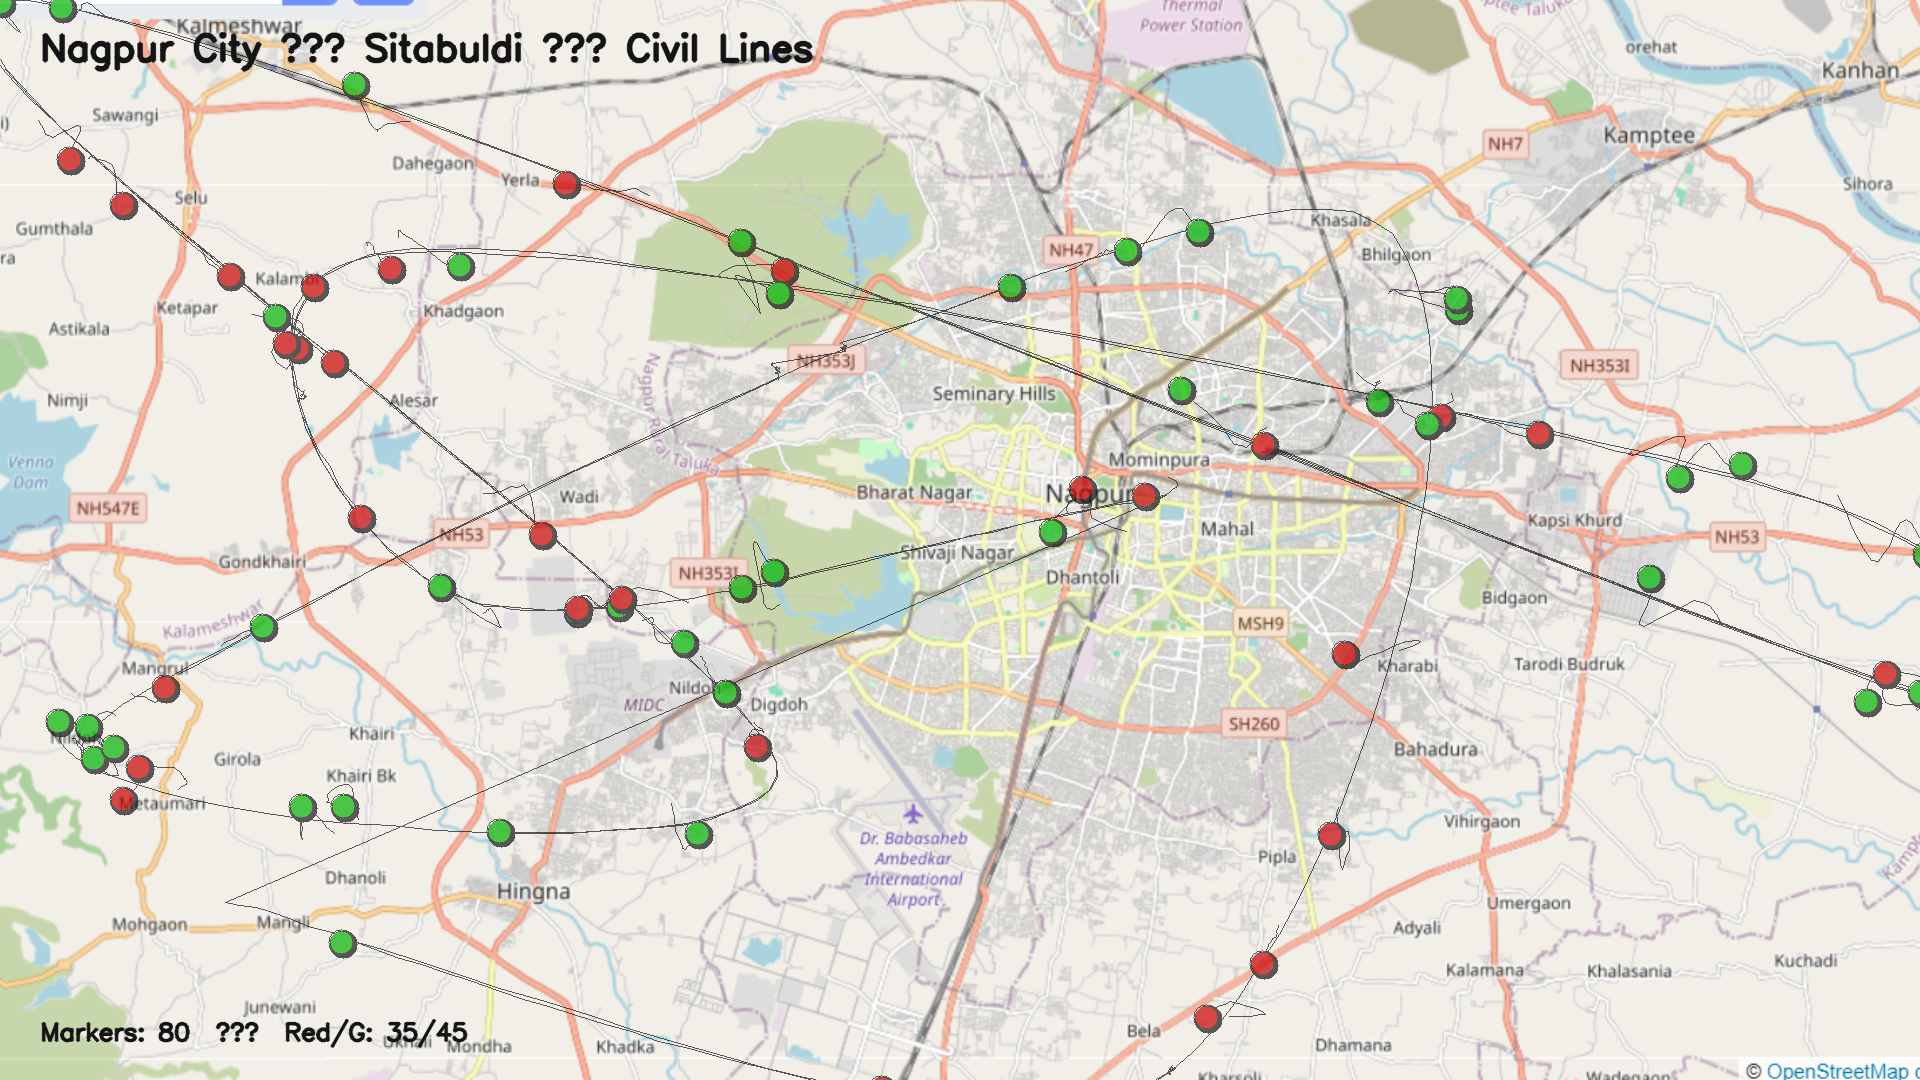 Kalmeshwar
Nagpur City ??? Sitabuldi ??? Civil Lines
Thermal
Power Station
orehat
Kanhan
Sawangi
Kamptee
NH7
Dahegaon
Yerla
Selu
Sihora
Gumthala
Khasala
NH47
Bhilgaon
Kalambi
Ketapar
Khadgaon
Astikala
NH353J
NH353I
Seminary Hills
Nimji
Alesar
Nagpur Rural Taluka
Mominpura
Venna
Dam
NH547E
Wadi
Bharat Nagar
Nagpur
Mahal
Kapsi Khurd
NH53
NH53
Gondkhairi
Shivaji Nagar
NH353I
Dhantoli
Bidgaon
Kalmeshwar
MSH9
Mangrul
Kharabi
Tarodi Budruk
Nildoh
MIDC
Digdoh
SH260
Khairi
Girola
Bahadura
Khairi Bk
Metaumari
Vihirgaon
Dr. Babasaheb
Ambedkar
International
Airport
Pipla
Dhanoli
Hingna
Umergaon
Mohgaon
Mangli
Adyali
Kalamana
Khalasania
Kuchadi
Junewani
Markers: 80 ??? Red/G: 35/45
Mondha
Khadka
Bela
Dhamana
Kharsoli
Wadegaon
© OpenStreetMap c